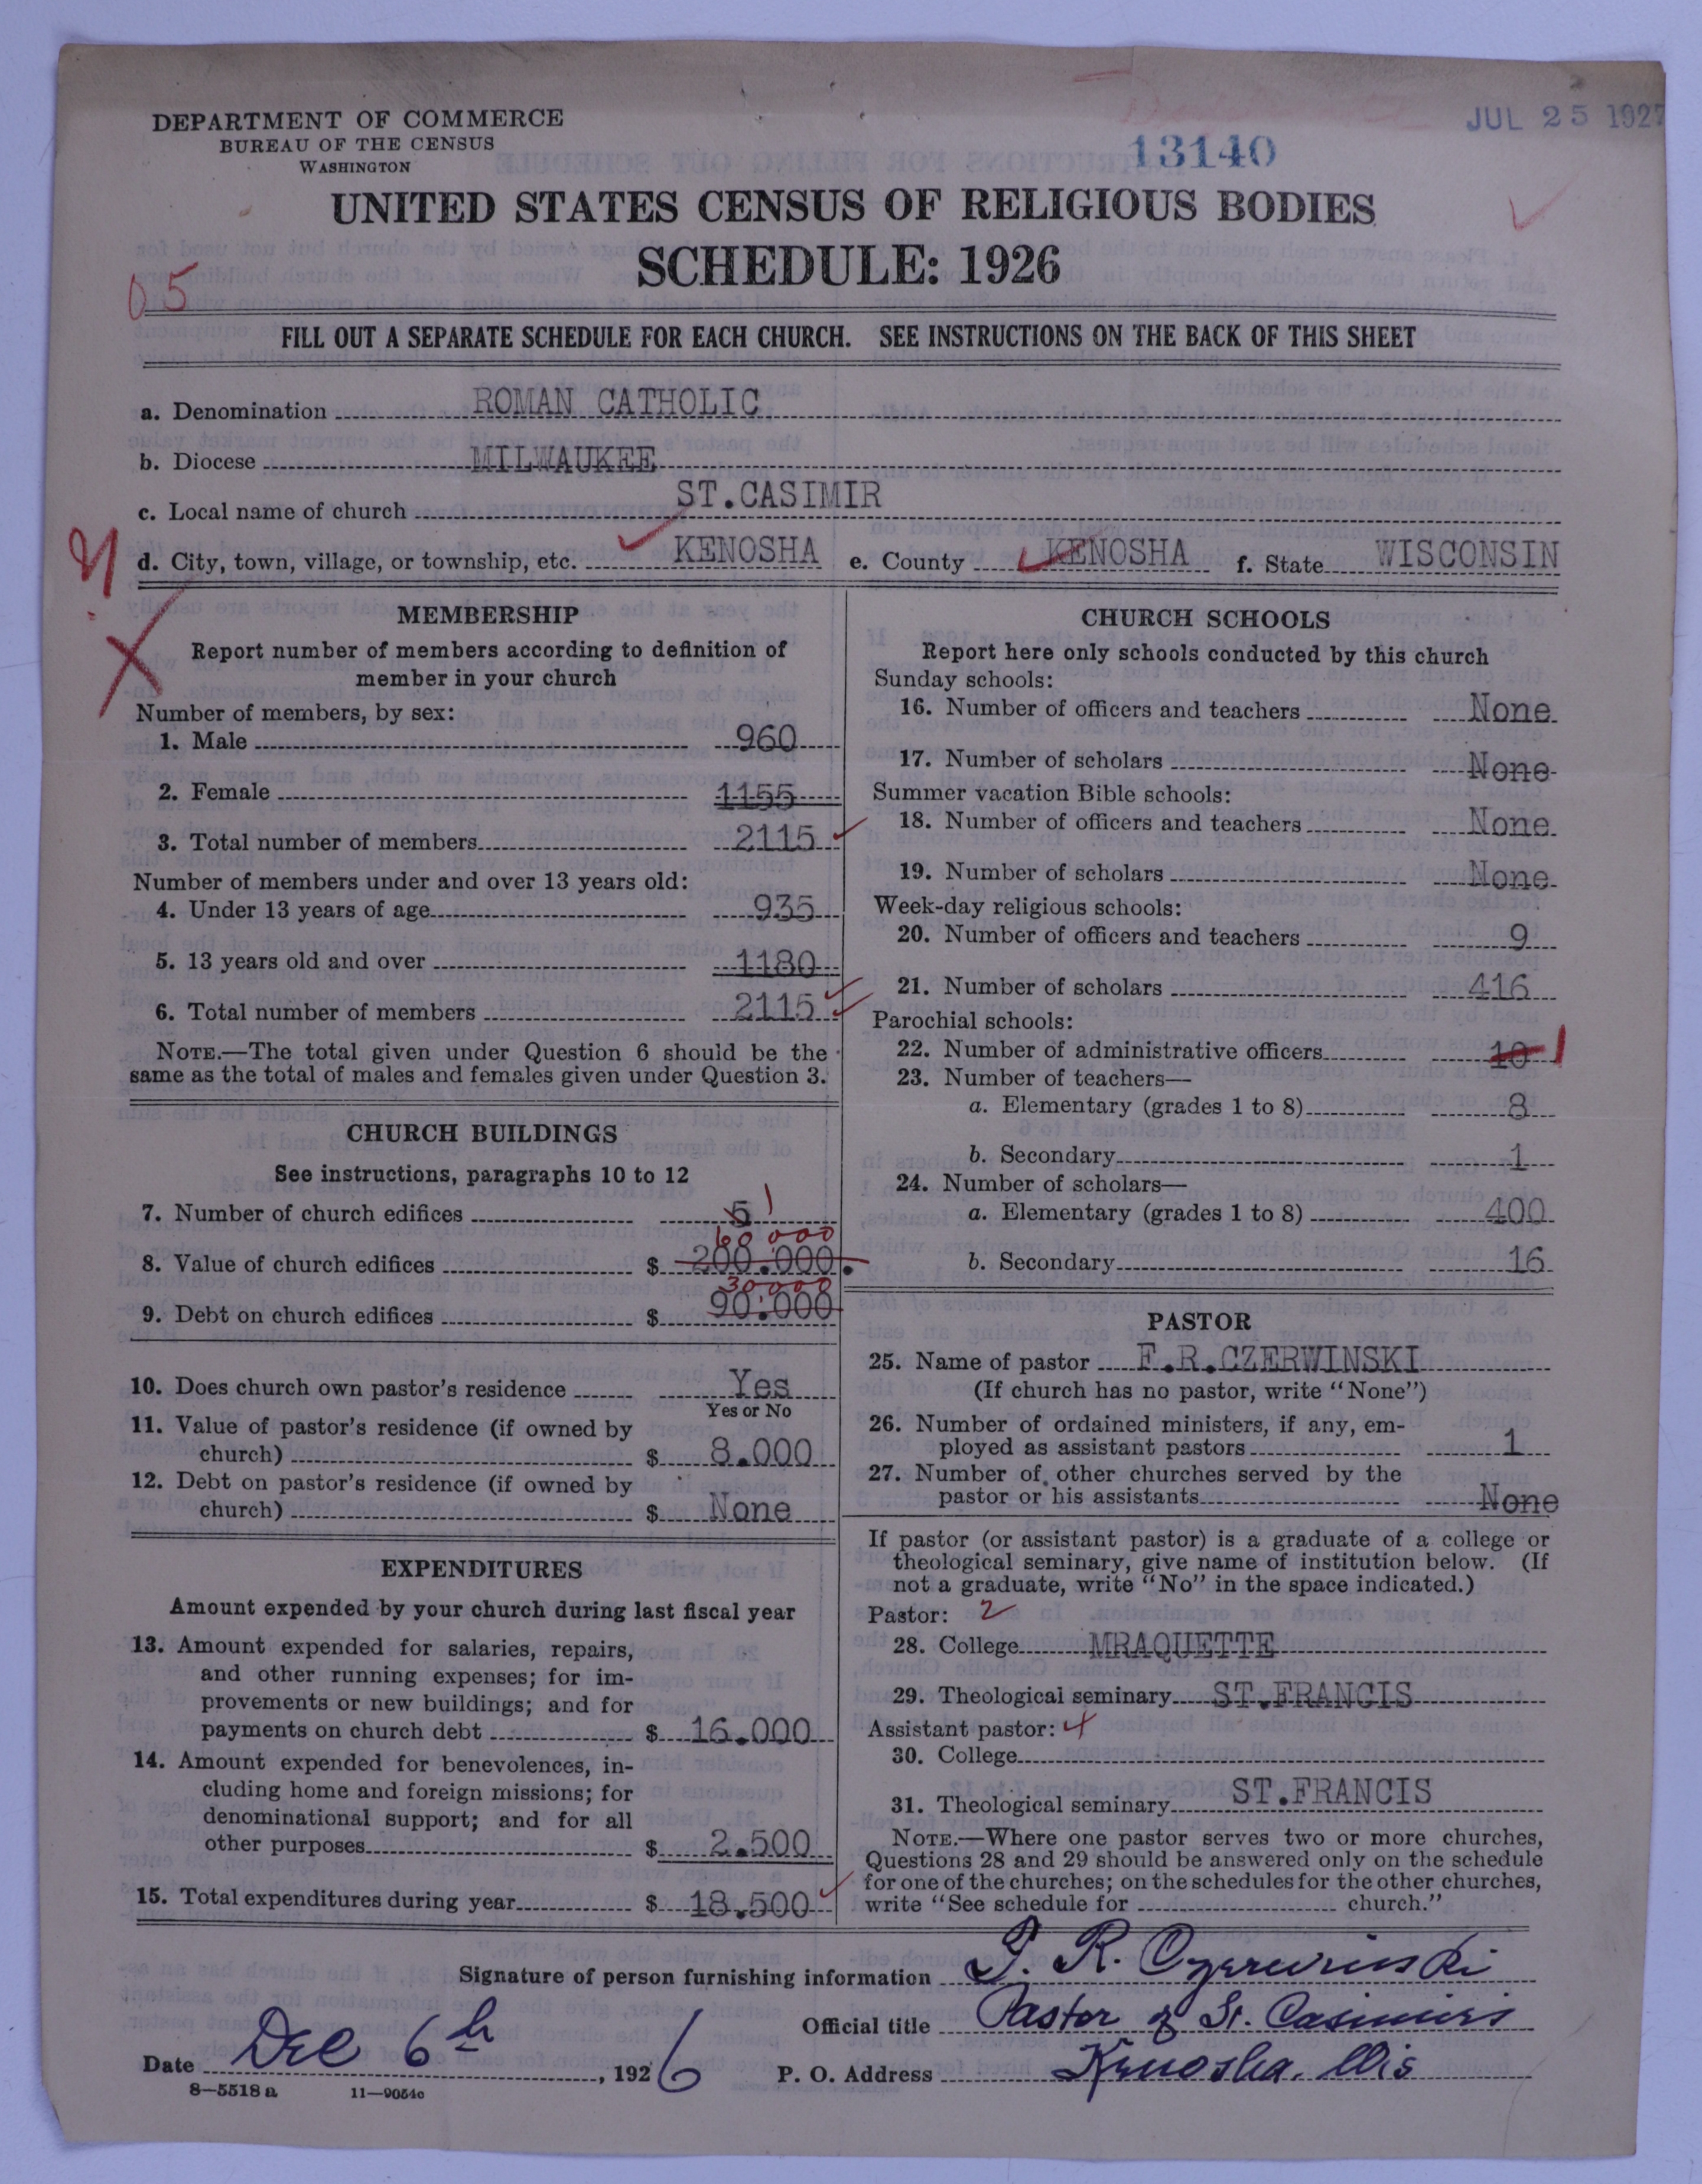 DEPARTMENT OF COMMERCE
BUREAU OF THE CENSUS
WASHINGTON
13140
JUL 25 1927
UNITED STATES CENSUS OF RELIGIOUS BODIES
SCHEDULE: 1926
05
FILL OUT A SEPARATE SCHEDULE FOR EACH CHURCH. SEE INSTRUCTIONS ON THE BACK OF THIS SHEET
a. Denomination ROMAN CATHOLIC
b. Diocese MILWAUKEE
c. Local name of church ST.CASIMIR
d. City, town, village, or township, etc. KENOSHA e. County KENOSHA f. State WISCONSIN
MEMBERSHIP
Report number of members according to definition of
member in your church
Number of members, by sex:
1. Male 960
2. Female 1155
3. Total number of members 2115
Number of members under and over 13 years old:
4. Under 13 years of age 935
5. 13 years old and over 1180
6. Total number of members 2115
NOTE.—The total given under Question 6 should be the
same as the total of males and females given under Question 3.
CHURCH BUILDINGS
See instructions, paragraphs 10 to 12
7. Number of church edifices 5 1
60 000
8. Value of church edifices $ 200.000.
30000
9. Debt on church edifices $ 90.000
10. Does church own pastor's residence Yes
Yes or No
11. Value of pastor's residence (if owned by
church) $ 8.000
12. Debt on pastor's residence (if owned by
church) $ None
EXPENDITURES
Amount expended by your church during last fiscal year
13. Amount expended for salaries, repairs,
and other running expenses; for im-
provements or new buildings; and for
payments on church debt $ 16.000
14. Amount expended for benevolences, in-
cluding home and foreign missions; for
denominational support; and for all
other purposes $ 2.500
15. Total expenditures during year $ 18.500
CHURCH SCHOOLS
Report here only schools conducted by this church
Sunday schools:
16. Number of officers and teachers None
17. Number of scholars None
Summer vacation Bible schools:
18. Number of officers and teachers None
19. Number of scholars None
Week-day religious schools:
20. Number of officers and teachers 9
21. Number of scholars 416
Parochial schools:
22. Number of administrative officers 10 1
23. Number of teachers—
a. Elementary (grades 1 to 8) 8
b. Secondary 1
24. Number of scholars—
a. Elementary (grades 1 to 8) 400
b. Secondary 16
PASTOR
25. Name of pastor F.R.CZERWINSKI
(If church has no pastor, write "None")
26. Number of ordained ministers, if any, em-
ployed as assistant pastors 1
27. Number of other churches served by the
pastor or his assistants None
If pastor (or assistant pastor) is a graduate of a college or
theological seminary, give name of institution below. (If
not a graduate, write "No" in the space indicated.)
Pastor: 2
28. College MRAQUETTE
29. Theological seminary ST.FRANCIS
Assistant pastor: 4
30. College
31. Theological seminary ST.FRANCIS
NOTE.—Where one pastor serves two or more churches,
Questions 28 and 29 should be answered only on the schedule
for one of the churches; on the schedules for the other churches,
write "See schedule for church."
Signature of person furnishing information F. R. Czerwinski
Official title Pastor of St. Casimirs
Date Dec 6th, 1926 P. O. Address Kenosha. Wis
8—5518 a 11—9054c